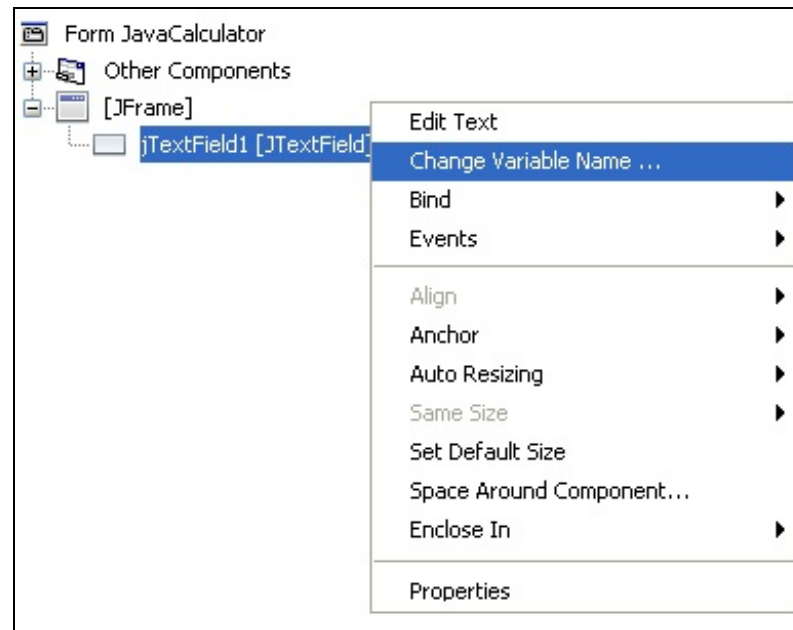 Form JavaCalculator
Other Components
[JFrame]
jTextField1 [JTextField]
Edit Text
Change Variable Name ...
Bind
Events
Align
Anchor
Auto Resizing
Same Size
Set Default Size
Space Around Component...
Enclose In
Properties